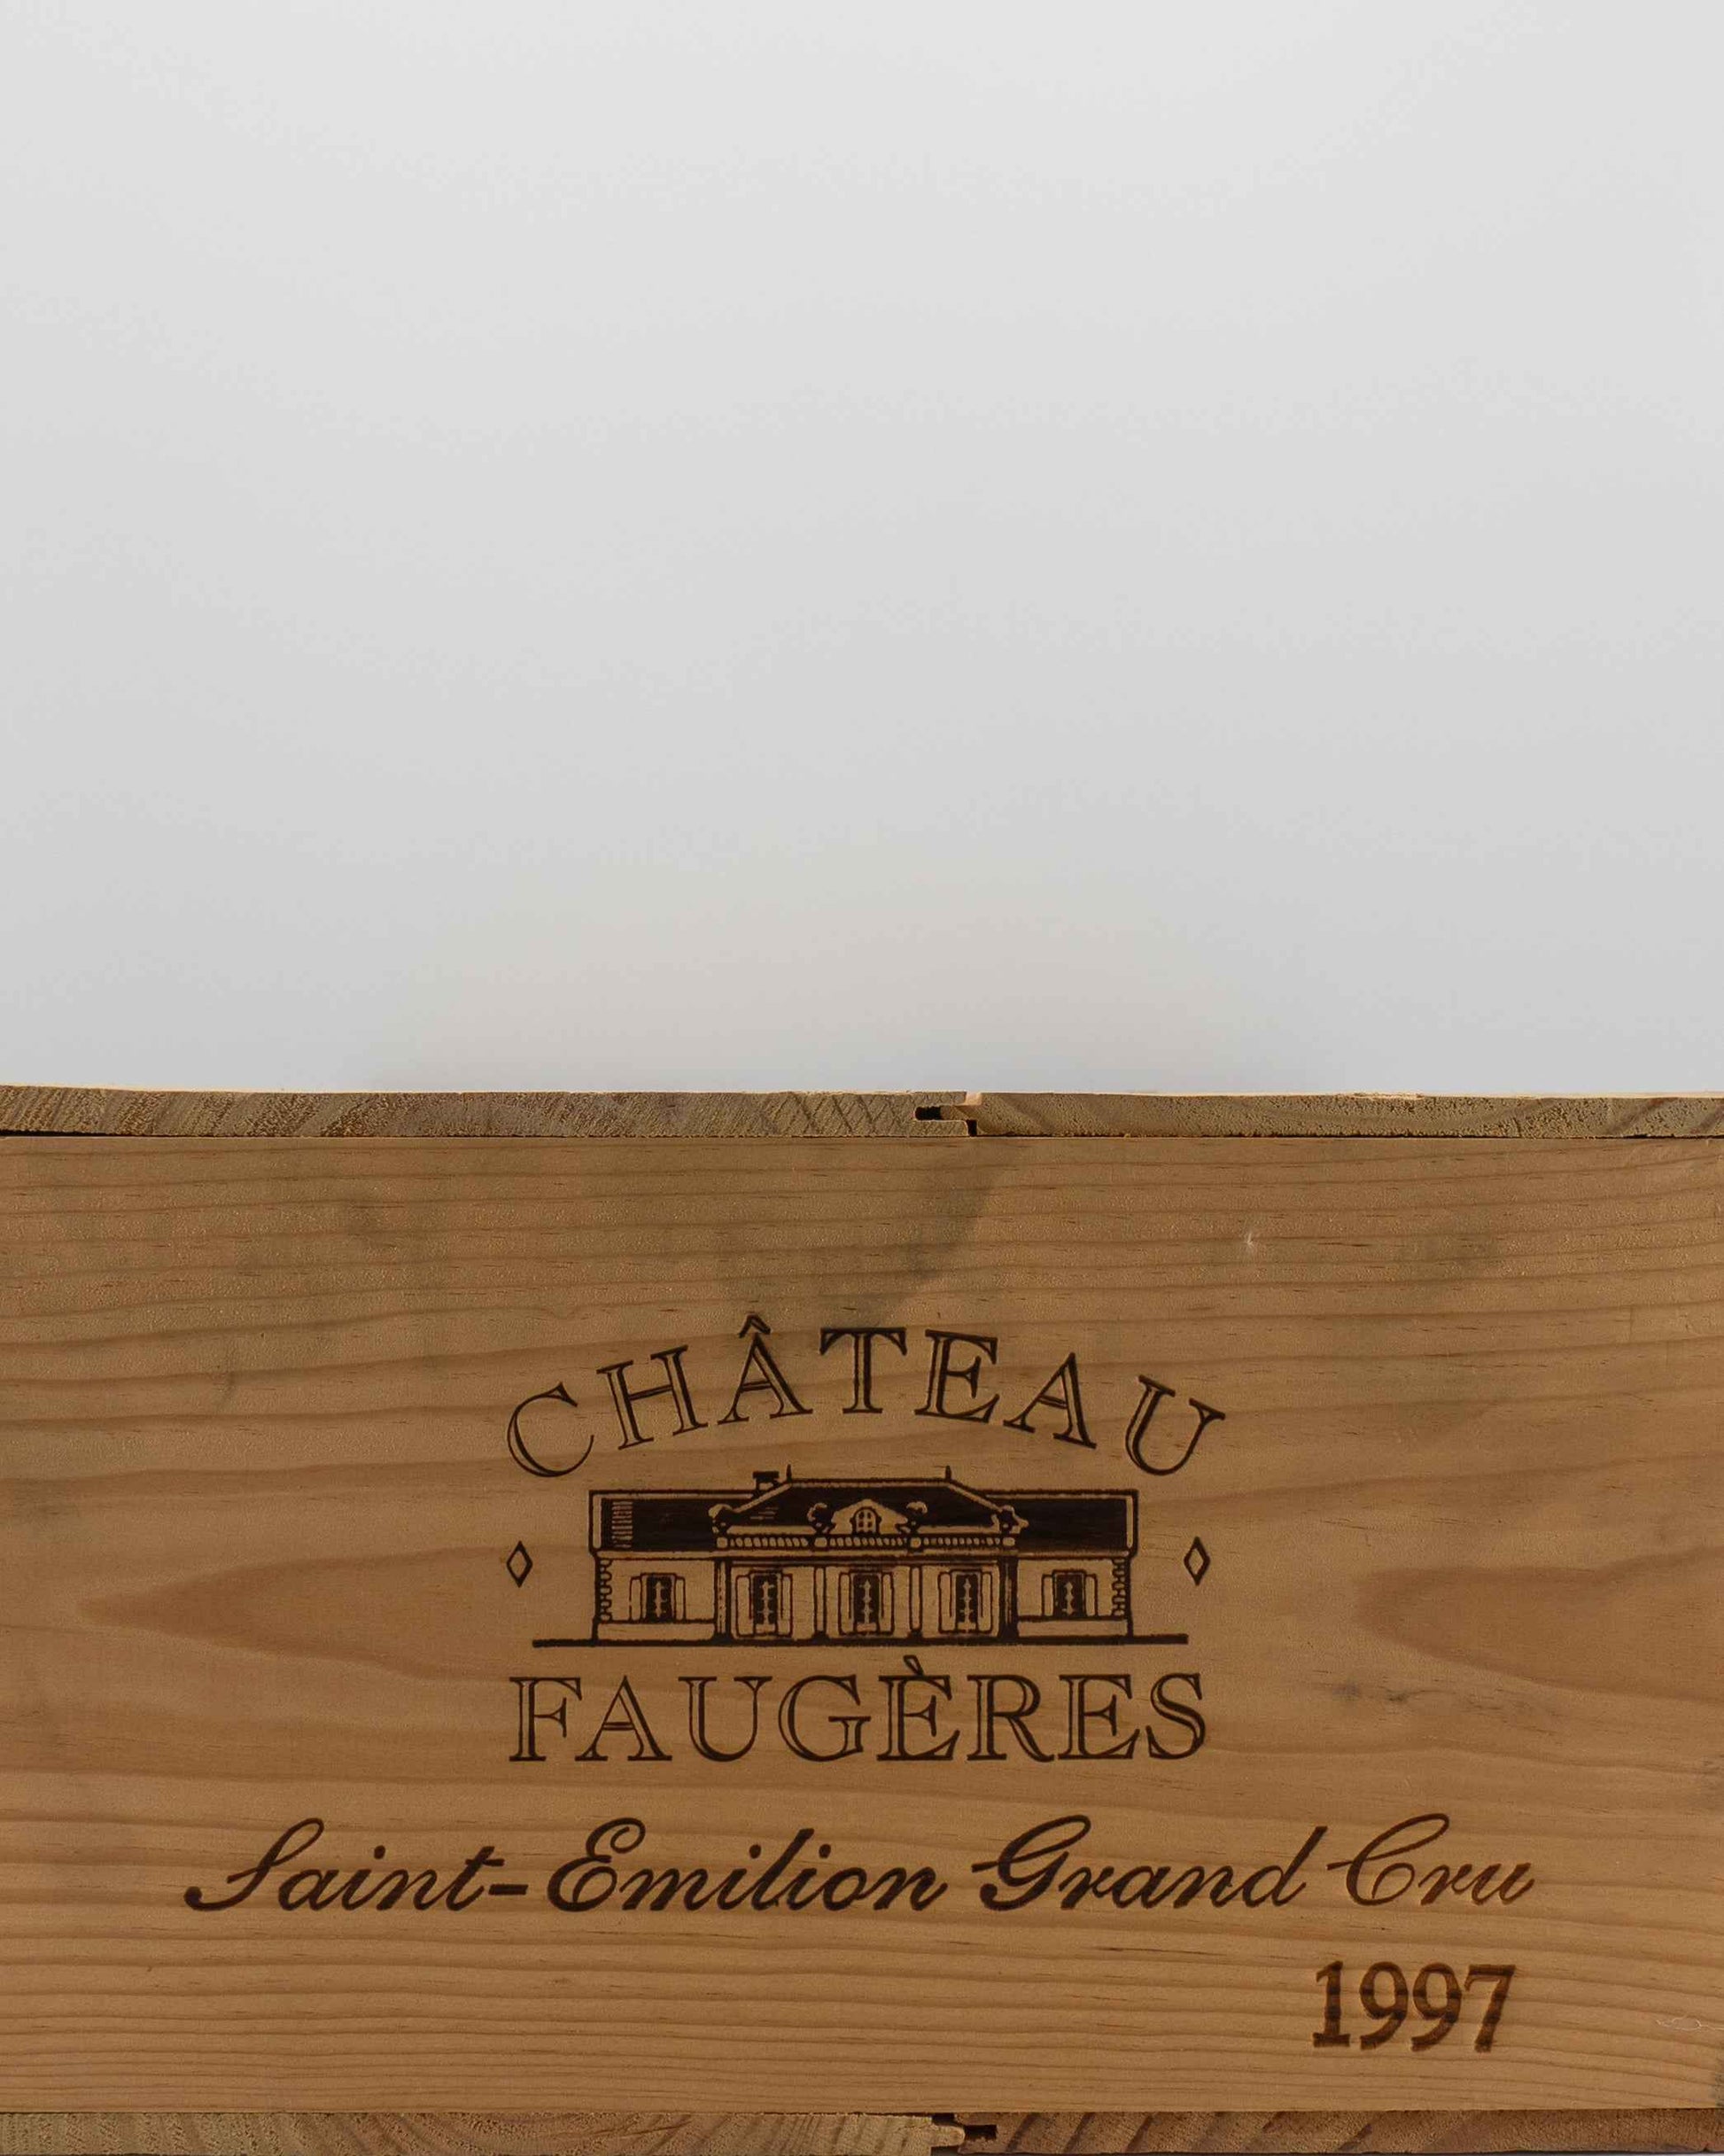 CHÂTEAU
FAUGÈRES
Saint-Emilion Grand Cru
1997